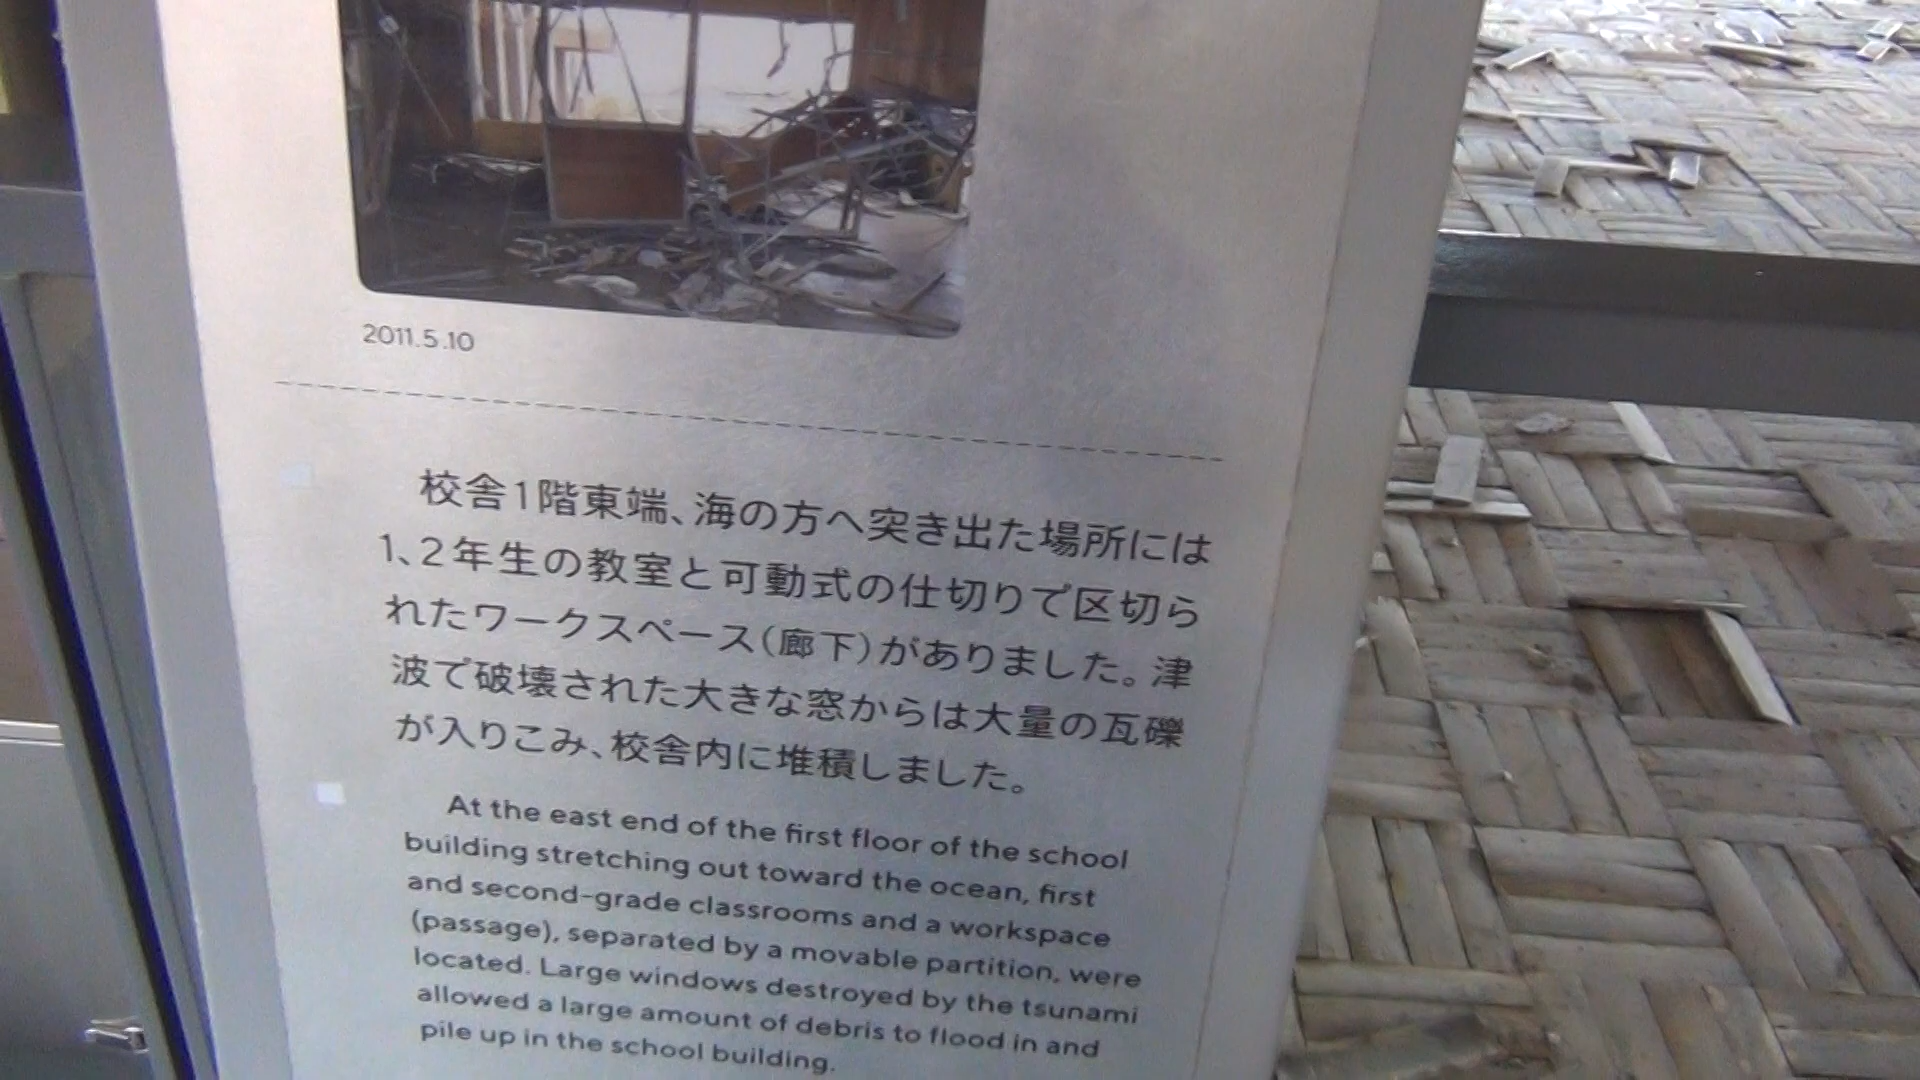 2011.5.10
校舎1階東端、海の方へ突き出た場所には
1、2年生の教室と可動式の仕切りで区切ら
れたワークスペース(廊下)がありました。津
波で破壊された大きな窓からは大量の瓦礫
が入りこみ、校舎内に堆積しました。
At the east end of the first floor of the school
building stretching out toward the ocean, first
and second-grade classrooms and a workspace
(passage), separated by a movable partition, were
located. Large windows destroyed by the tsunami
allowed a large amount of debris to flood in and
pile up in the school building.